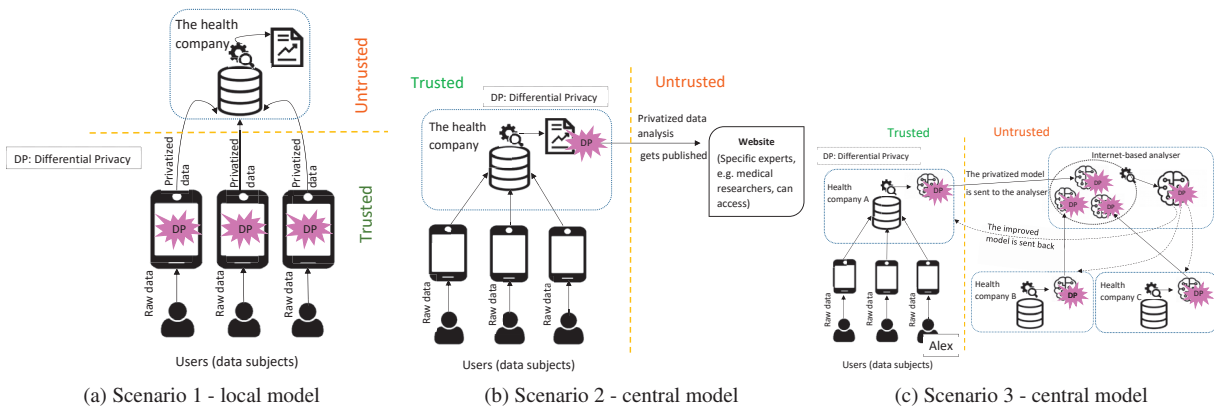 The health
company
Untrusted
DP: Differential Privacy
Privatized
data
Privatized
data
Privatized
data
Trusted
DP
DP
DP
Raw data
Raw data
Raw data
Users (data subjects)
(a) Scenario 1 - local model
Trusted
Untrusted
DP: Differential Privacy
The health
company
DP
Privatized data
analysis
gets published
Website
(Specific experts,
e.g. medical
researchers, can
access)
Raw data
Raw data
Raw data
Users (data subjects)
(b) Scenario 2 - central model
Trusted
Untrusted
DP: Differential Privacy
Internet-based analyser
Health
company A
DP
The privatized model
is sent to the analyser
DP
DP
DP
DP
The improved
model is sent back
Health
company B
DP
Health
company C
DP
Raw data
Raw data
Raw data
Alex
Users (data subjects)
(c) Scenario 3 - central model